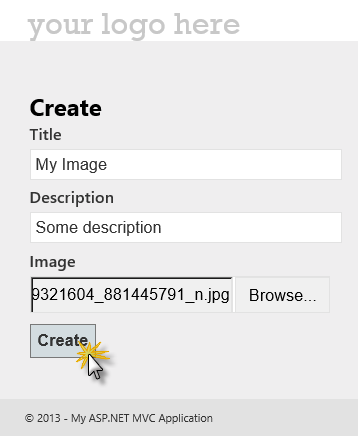 your logo here
Create
Title
My Image
Description
Some description
Image
9321604_881445791_n.jpg Browse...
Create
© 2013 - My ASP.NET MVC Application